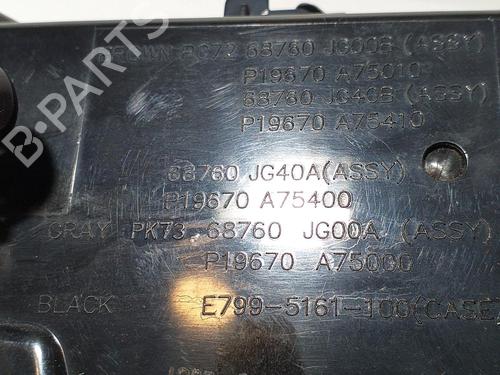 BROWN PC72 68760 JG00B (ASSY)
P19670 A75010
68760 JG40B (ASSY)
P19670 A75410
68760 JG40A(ASSY)
P19670 A75400
GRAY PK73 68760 JG00A (ASSY)
P19670 A75000
BLACK E799-5161-100(CASE)
B-PARTS